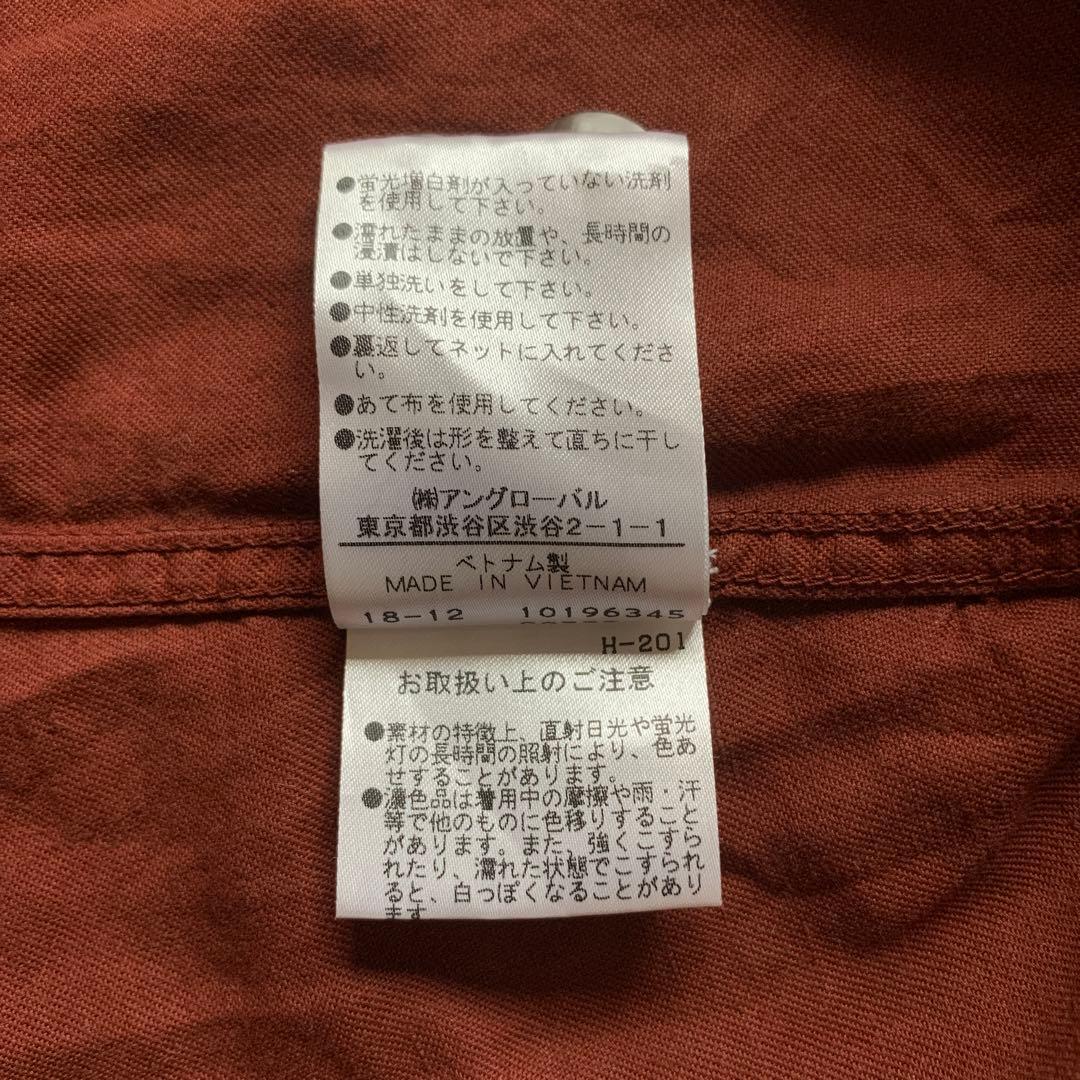 ●蛍光増白剤が入っていない洗剤
を使用して下さい。
●濡れたままの放置や、長時間の
浸漬はしないで下さい。
●単独洗いをして下さい。
●中性洗剤を使用して下さい。
●裏返してネットに入れてくださ
い。
●あて布を使用してください。
●洗濯後は形を整えて直ちに干し
てください。
㈱アングローバル
東京都渋谷区渋谷2-1-1
ベトナム製
MADE IN VIETNAM
18-12 10196345
H-201
お取扱い上のご注意
●素材の特徴上、直射日光や蛍光
灯の長時間の照射により、色あ
せすることがあります。
●濃色品は着用中の摩擦や雨・汗
等で他のものに色移りすること
があります。また、強くこすら
れたり、濡れた状態でこすられ
ると、白っぽくなることがあり
ます